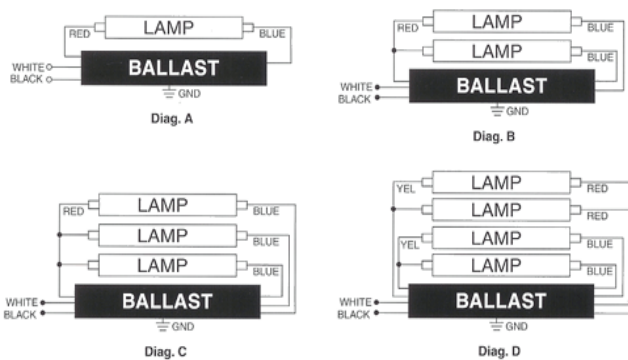 LAMP
RED
BLUE
WHITE
BLACK
BALLAST
GND
Diag. A
LAMP
RED
BLUE
LAMP
BLUE
WHITE
BLACK
BALLAST
GND
Diag. B
LAMP
RED
BLUE
LAMP
BLUE
LAMP
BLUE
WHITE
BLACK
BALLAST
GND
Diag. C
YEL
LAMP
RED
LAMP
RED
YEL
LAMP
BLUE
LAMP
BLUE
WHITE
BLACK
BALLAST
GND
Diag. D